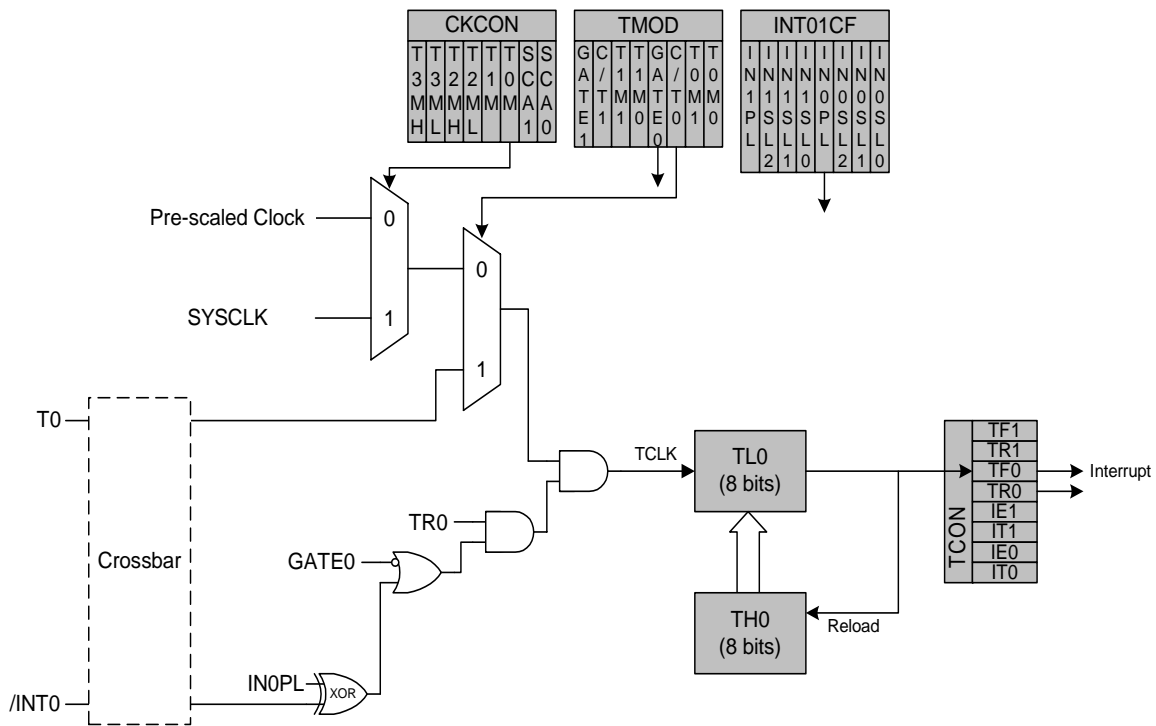 CKCON
T3MH
T3ML
T2MH
T2ML
T1M
T0M
SCA1
SCA0
TMOD
GATE1
C/T1
T1M1
T1M0
GATE0
C/T0
T0M1
T0M0
INT01CF
IN1PL
IN1SL2
IN1SL1
IN1SL0
IN0PL
IN0SL2
IN0SL1
IN0SL0
Pre-scaled Clock
0
SYSCLK
1
0
1
T0
Crossbar
TR0
GATE0
IN0PL
XOR
/INT0
TCLK
TL0
(8 bits)
TH0
(8 bits)
Reload
TCON
TF1
TR1
TF0
TR0
IE1
IT1
IE0
IT0
Interrupt